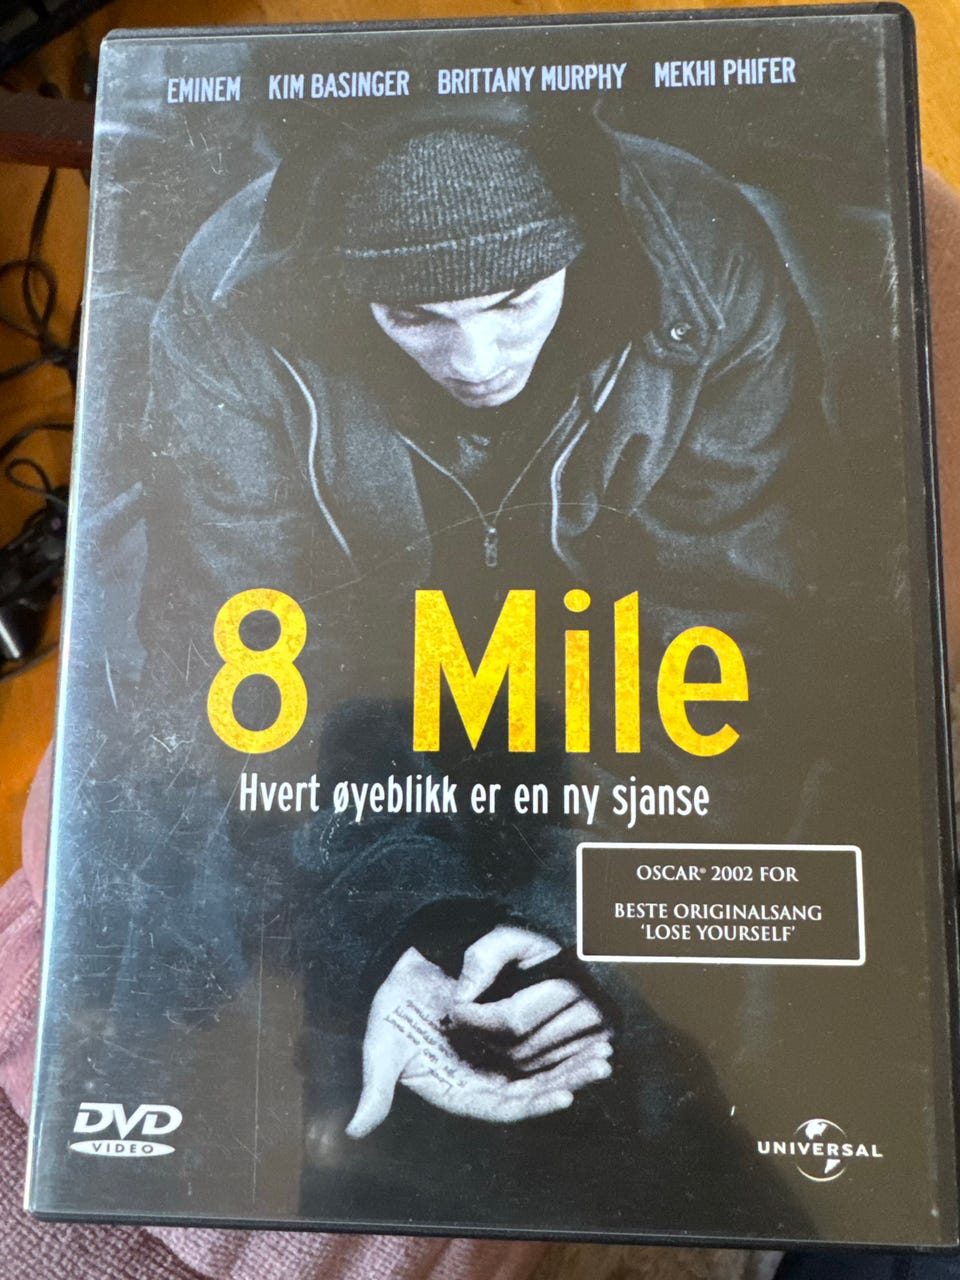 EMINEM KIM BASINGER BRITTANY MURPHY MEKHI PHIFER
8 Mile
Hvert øyeblikk er en ny sjanse
OSCAR® 2002 FOR
BESTE ORIGINALSANG
'LOSE YOURSELF'
DVD
VIDEO
UNIVERSAL